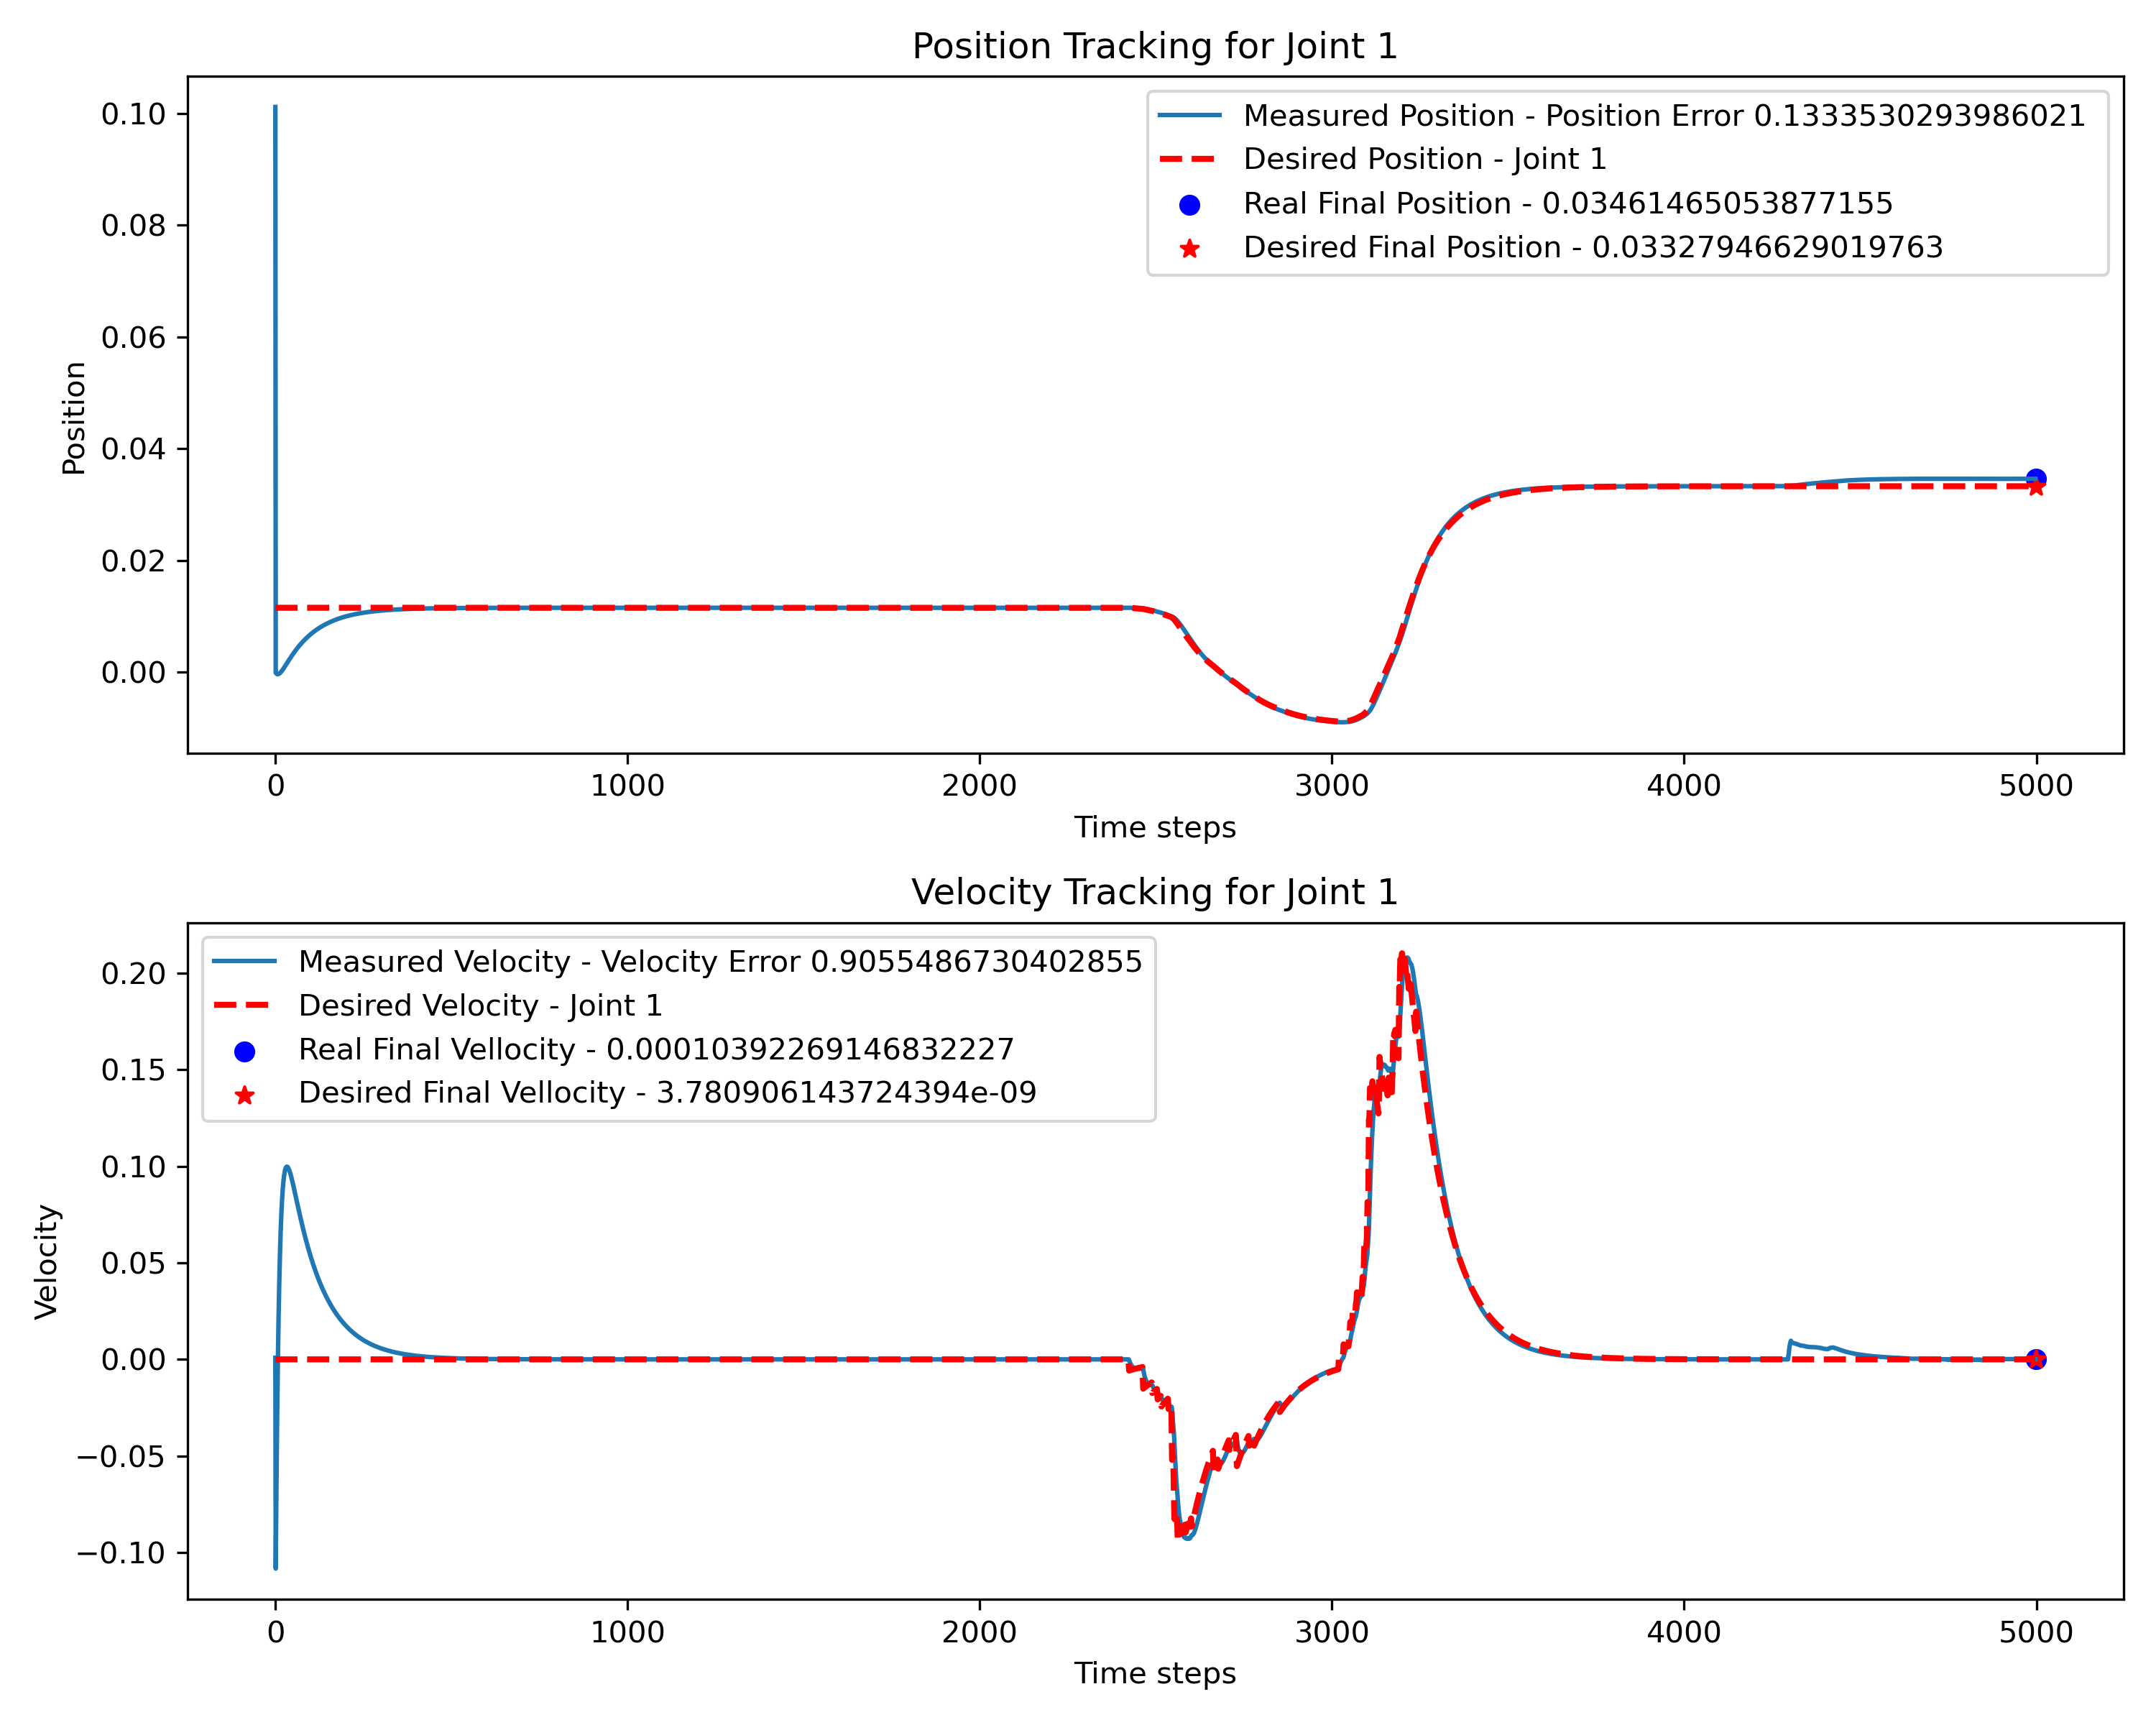 Position Tracking for Joint 1
Measured Position - Position Error 0.1333530293986021
Desired Position - Joint 1
Real Final Position - 0.03461465053877155
Desired Final Position - 0.03327946629019763
0.10
0.08
0.06
0.04
0.02
0.00
Position
0 1000 2000 3000 4000 5000
Time steps
Velocity Tracking for Joint 1
Measured Velocity - Velocity Error 0.9055486730402855
Desired Velocity - Joint 1
Real Final Vellocity - 0.00010392269146832227
Desired Final Vellocity - 3.780906143724394e-09
0.20
0.15
0.10
0.05
0.00
−0.05
−0.10
Velocity
0 1000 2000 3000 4000 5000
Time steps